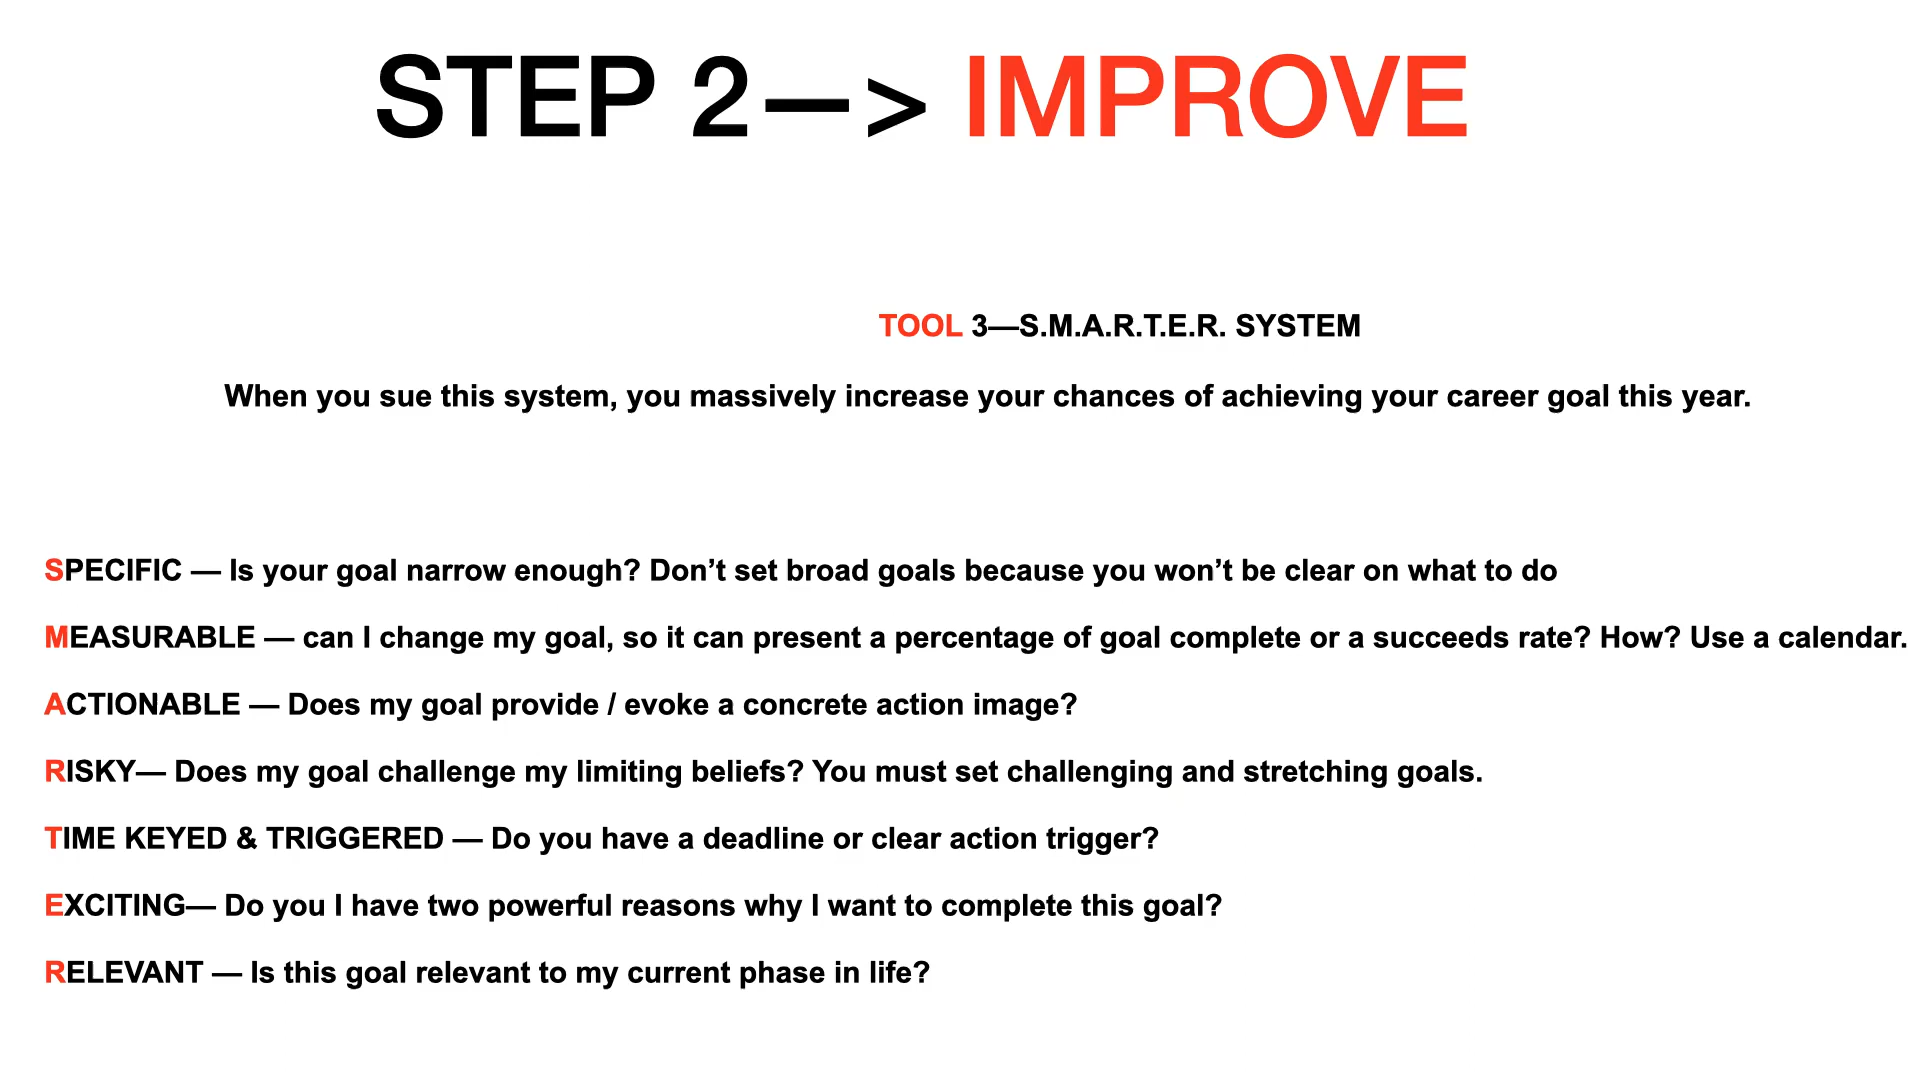 STEP 2—> IMPROVE
TOOL 3—S.M.A.R.T.E.R. SYSTEM
When you sue this system, you massively increase your chances of achieving your career goal this year.
SPECIFIC — Is your goal narrow enough? Don’t set broad goals because you won’t be clear on what to do
MEASURABLE — can I change my goal, so it can present a percentage of goal complete or a succeeds rate? How? Use a calendar.
ACTIONABLE — Does my goal provide / evoke a concrete action image?
RISKY— Does my goal challenge my limiting beliefs? You must set challenging and stretching goals.
TIME KEYED & TRIGGERED — Do you have a deadline or clear action trigger?
EXCITING— Do you I have two powerful reasons why I want to complete this goal?
RELEVANT — Is this goal relevant to my current phase in life?